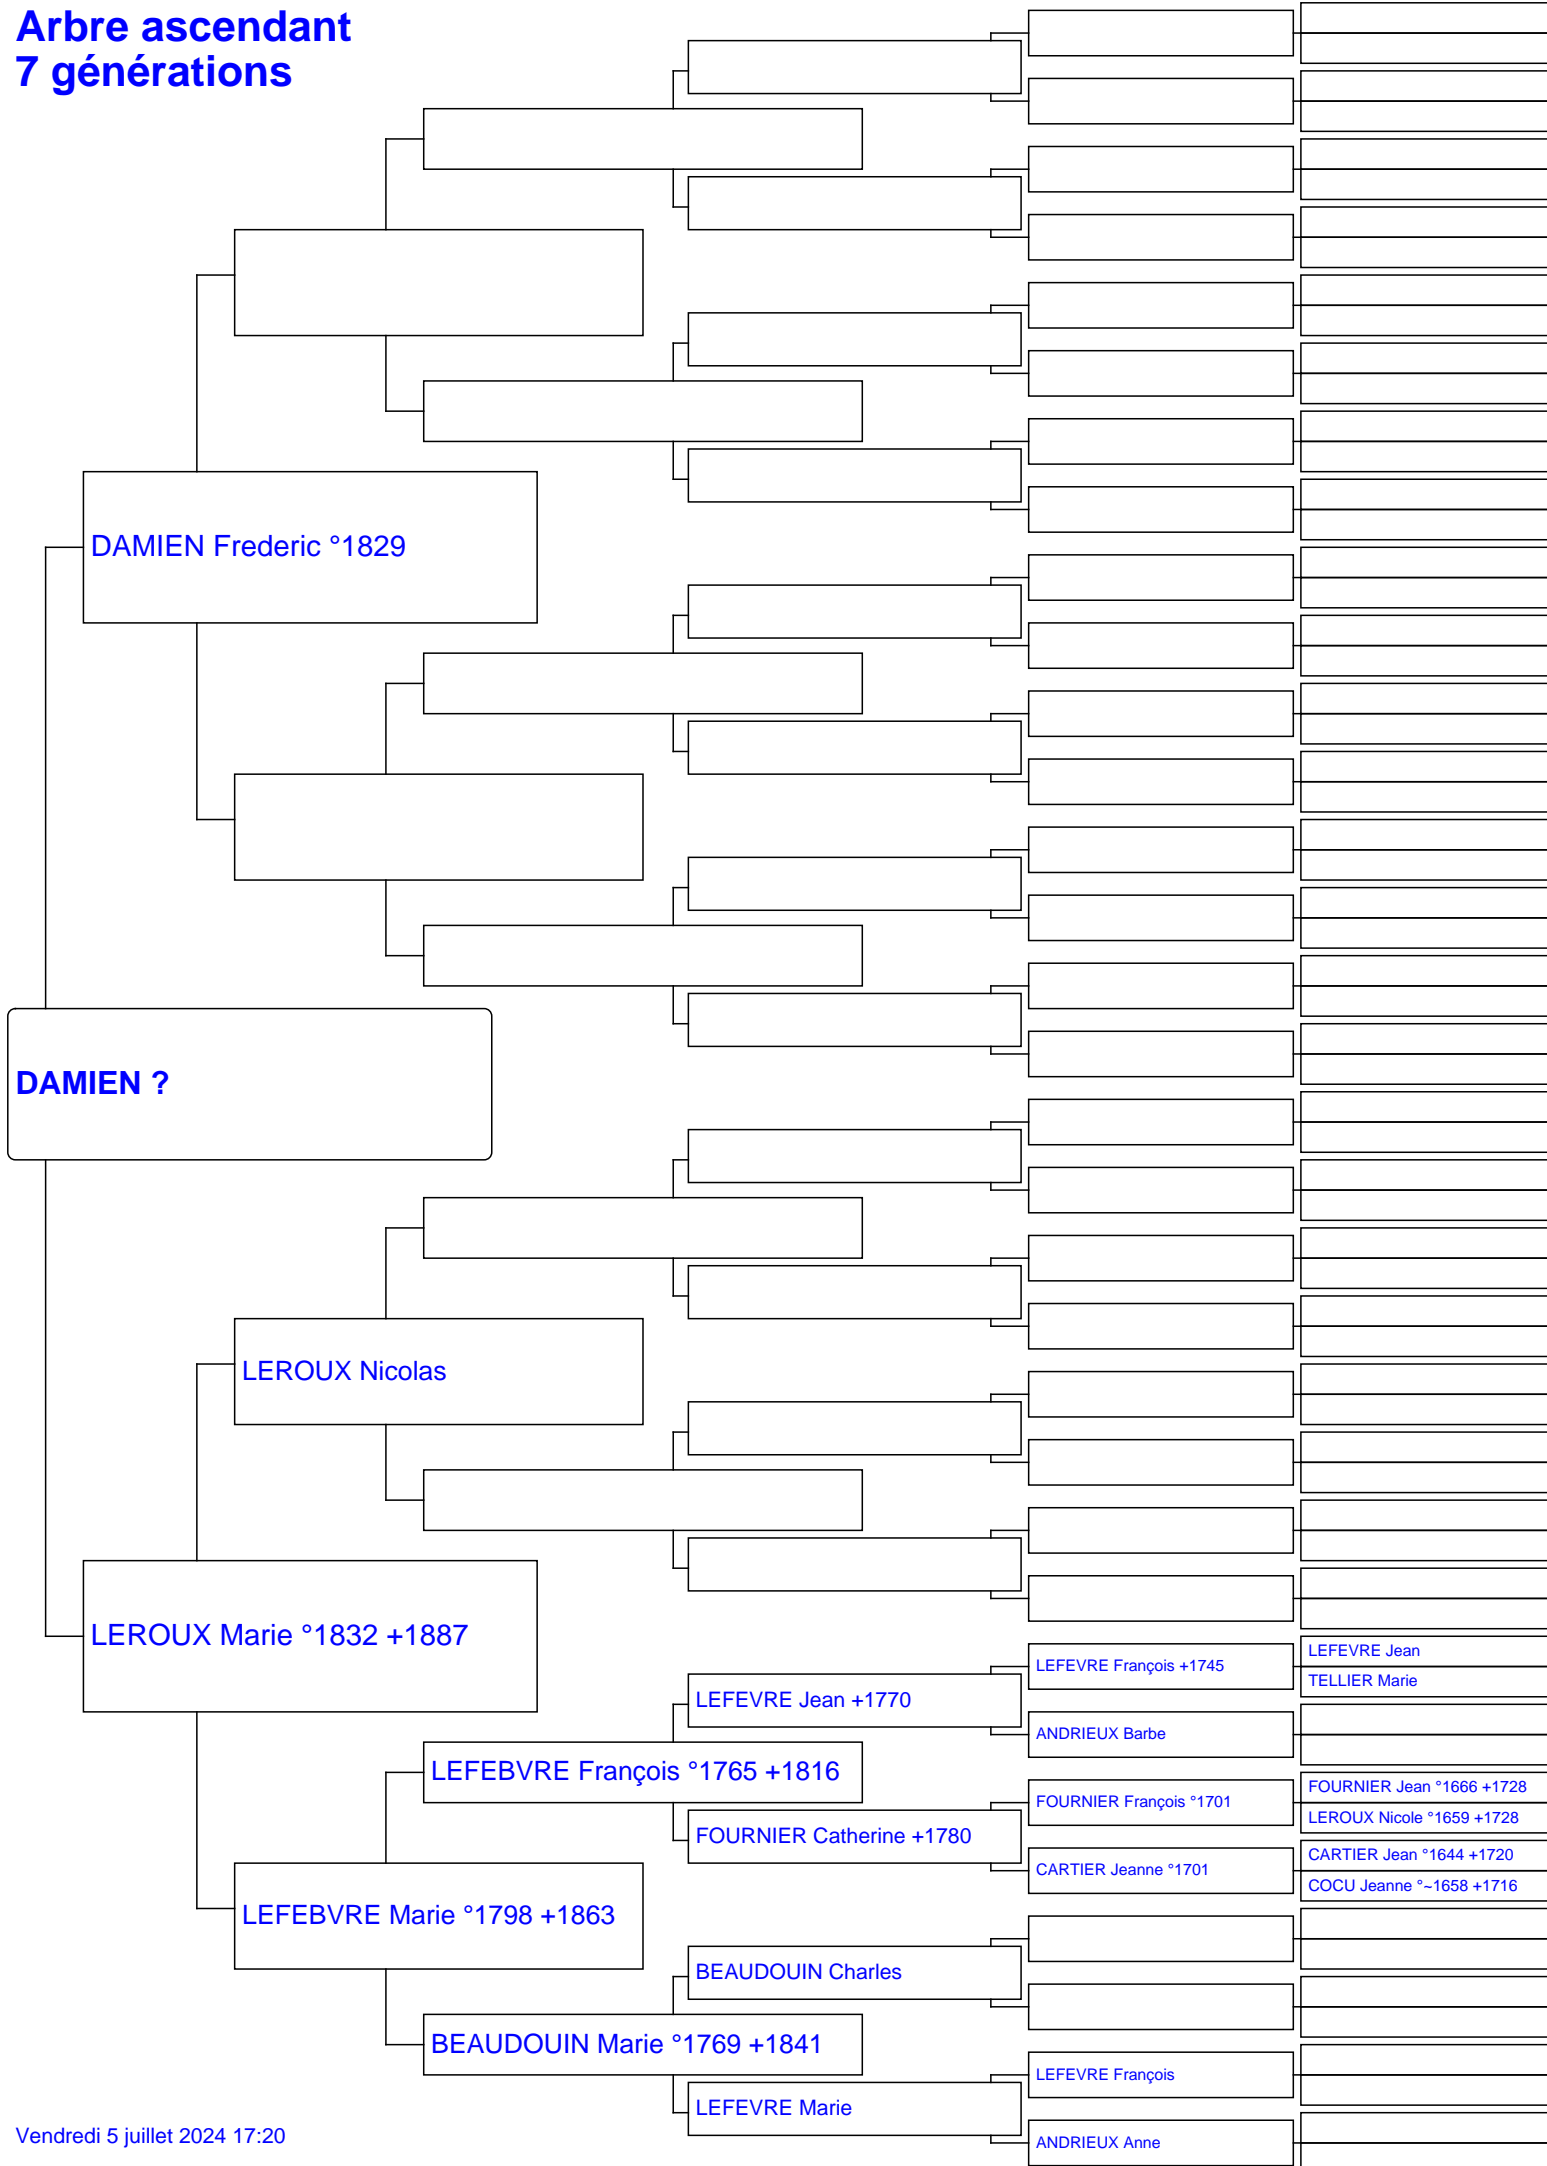 Arbre ascendant
7 générations
DAMIEN Frederic °1829
DAMIEN ?
LEROUX Nicolas
LEROUX Marie °1832 +1887
LEFEVRE François +1745
LEFEVRE Jean
TELLIER Marie
LEFEVRE Jean +1770
ANDRIEUX Barbe
LEFEBVRE François °1765 +1816
FOURNIER François °1701
FOURNIER Jean °1666 +1728
LEROUX Nicole °1659 +1728
FOURNIER Catherine +1780
CARTIER Jeanne °1701
CARTIER Jean °1644 +1720
COCU Jeanne °~1658 +1716
LEFEBVRE Marie °1798 +1863
BEAUDOUIN Charles
BEAUDOUIN Marie °1769 +1841
LEFEVRE François
LEFEVRE Marie
ANDRIEUX Anne
Vendredi 5 juillet 2024 17:20